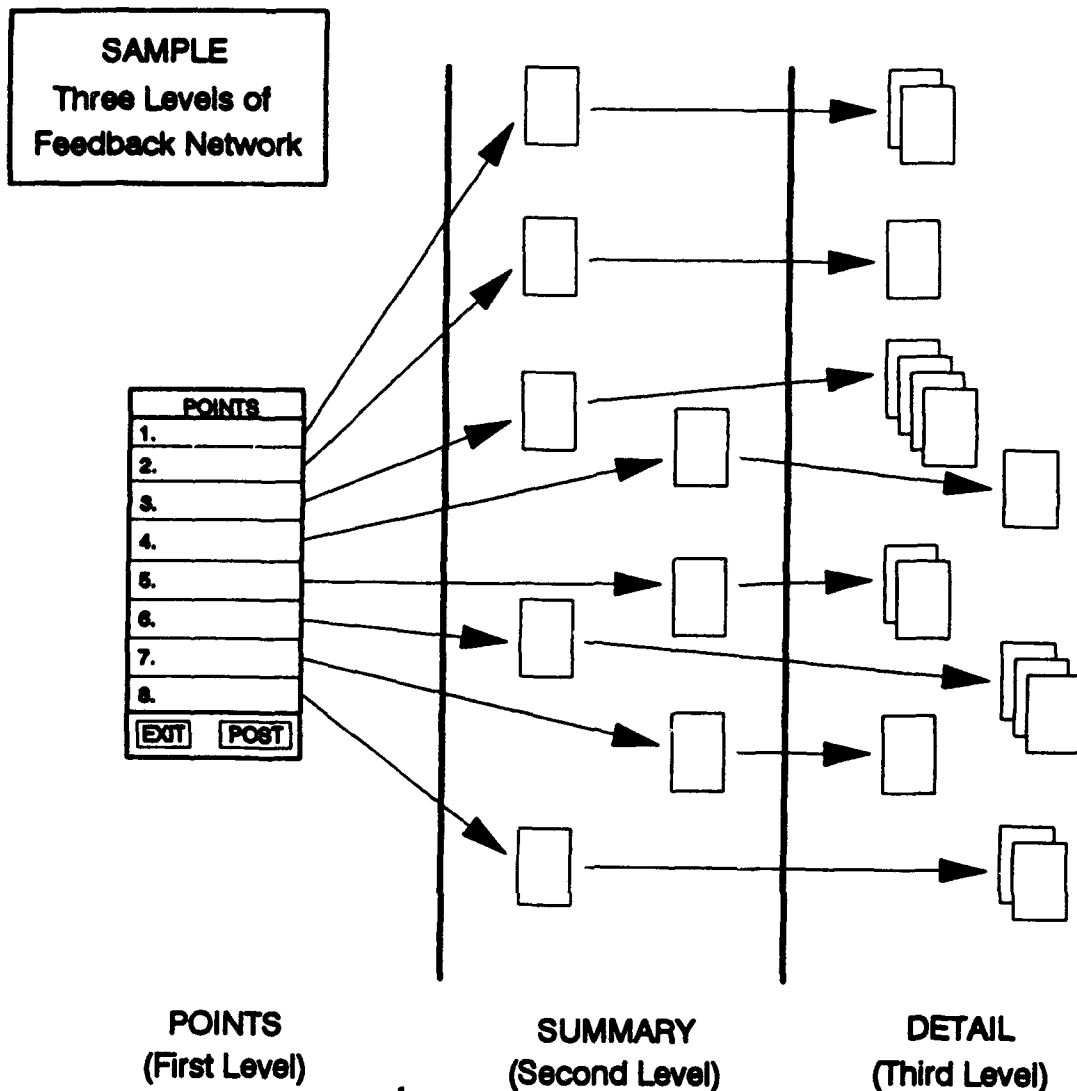 SAMPLE
Three Levels of
Feedback Network
POINTS
1.
2.
3.
4.
5.
6.
7.
8.
EXIT POST
POINTS
(First Level)
SUMMARY
(Second Level)
DETAIL
(Third Level)